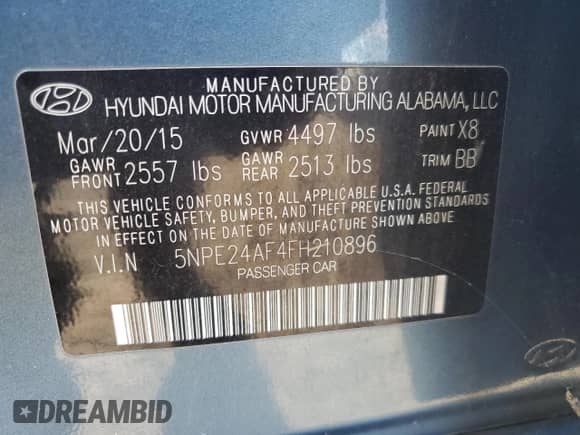 MANUFACTURED BY
HYUNDAI MOTOR MANUFACTURING ALABAMA, LLC
Mar/20/15 GVWR 4497 lbs PAINT X8
GAWR FRONT 2557 lbs GAWR REAR 2513 lbs TRIM BB
THIS VEHICLE CONFORMS TO ALL APPLICABLE U.S.A. FEDERAL
MOTOR VEHICLE SAFETY, BUMPER, AND THEFT PREVENTION STANDARDS
IN EFFECT ON THE DATE OF MANUFACTURE SHOWN ABOVE.
V.I.N 5NPE24AF4FH210896
PASSENGER CAR
DREAMBID